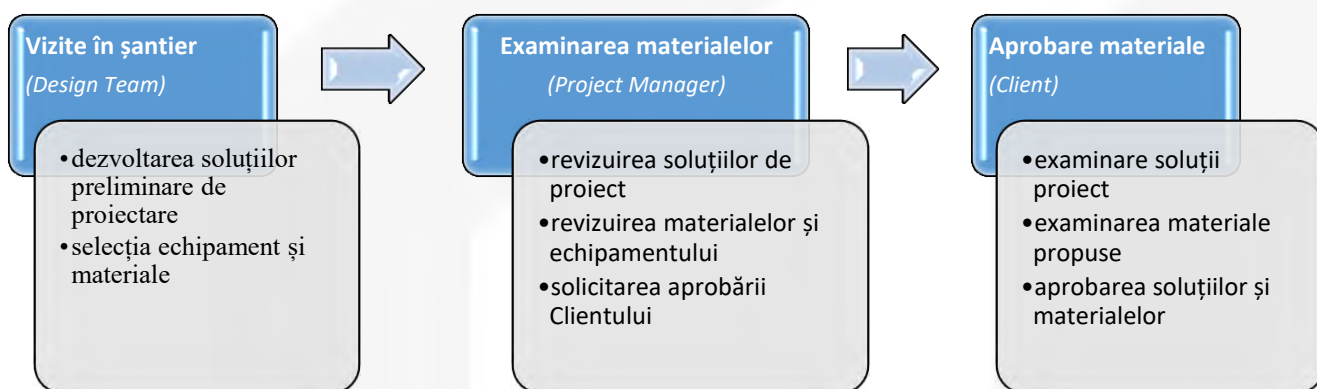 Vizite în șantier
(Design Team)
•dezvoltarea soluțiilor
preliminare de
proiectare
•selecția echipament și
materiale
Examinarea materialelor
(Project Manager)
•revizuirea soluțiilor de
proiect
•revizuirea materialelor și
echipamentului
•solicitarea aprobării
Clientului
Aprobare materiale
(Client)
•examinare soluții
proiect
•examinarea materiale
propuse
•aprobarea soluțiilor și
materialelor